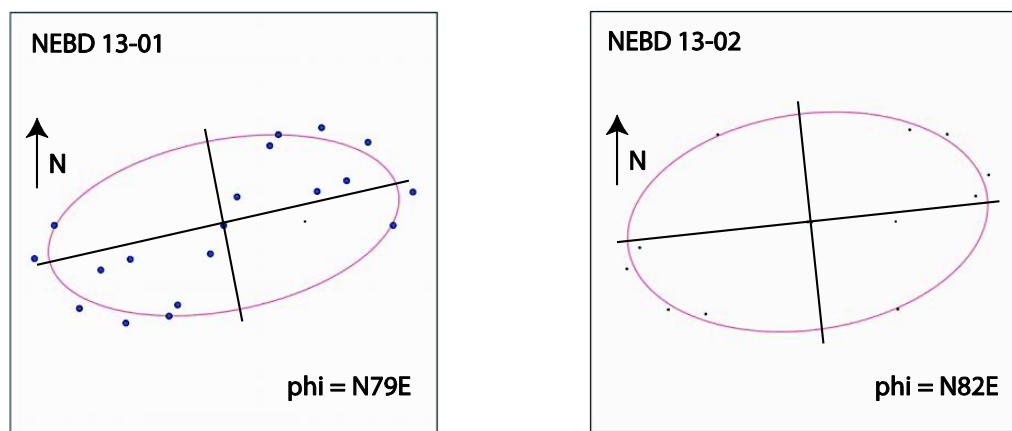 NEBD 13-01
N
phi = N79E
NEBD 13-02
N
phi = N82E